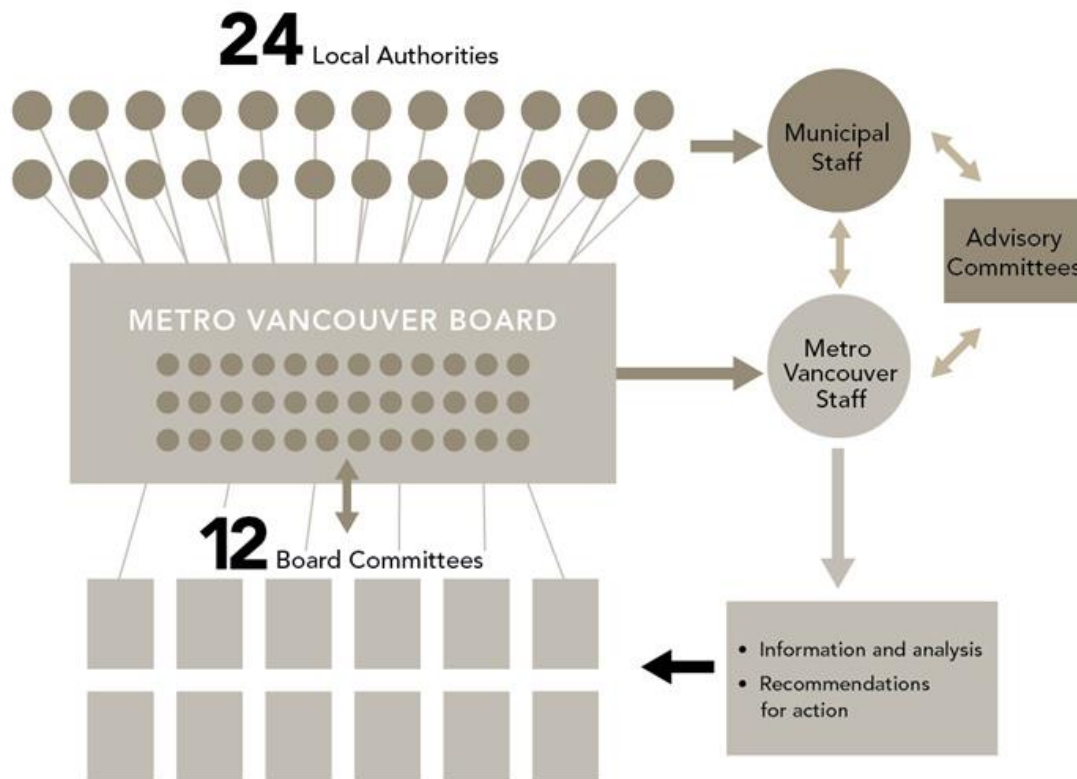 24 Local Authorities
Municipal
Staff
Advisory
Committees
METRO VANCOUVER BOARD
Metro
Vancouver
Staff
12 Board Committees
• Information and analysis
• Recommendations
for action